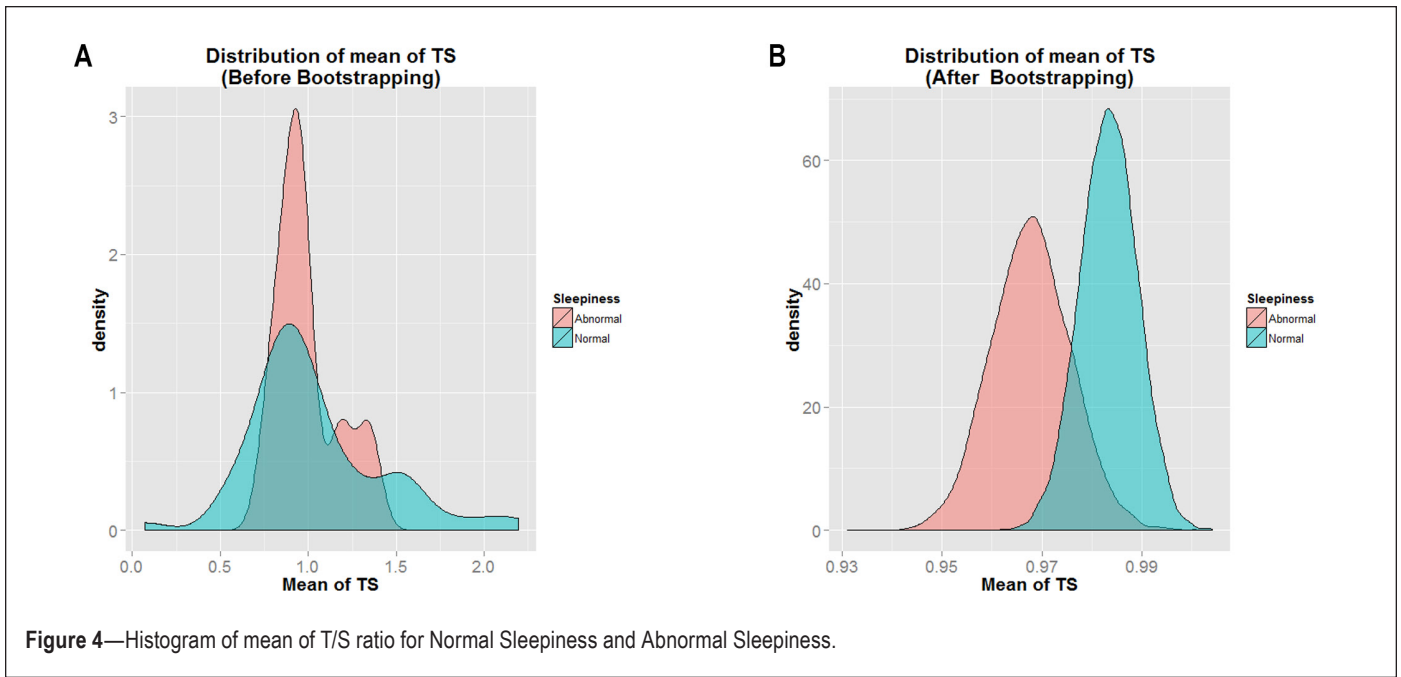 A
Distribution of mean of TS
(Before Bootstrapping)
3
2
1
0
density
0.0 0.5 1.0 1.5 2.0
Mean of TS
Sleepiness
Abnormal
Normal
B
Distribution of mean of TS
(After Bootstrapping)
60
40
20
0
density
0.93 0.95 0.97 0.99
Mean of TS
Sleepiness
Abnormal
Normal
Figure 4—Histogram of mean of T/S ratio for Normal Sleepiness and Abnormal Sleepiness.